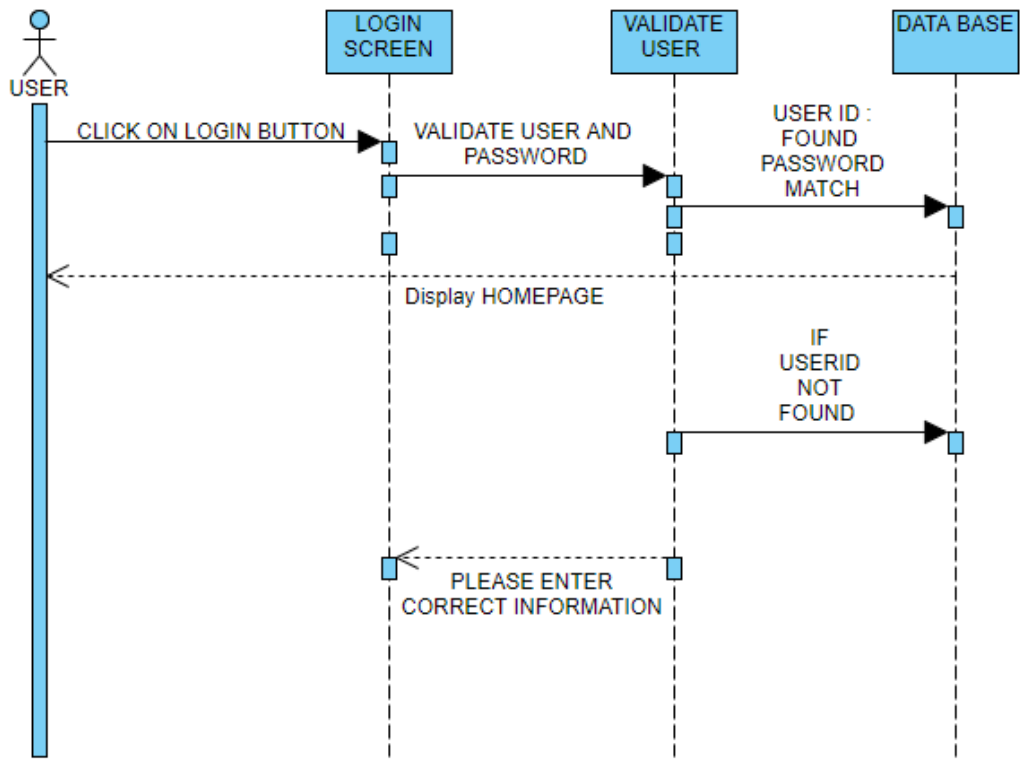 LOGIN
SCREEN
VALIDATE
USER
DATA BASE
USER
CLICK ON LOGIN BUTTON
VALIDATE USER AND
PASSWORD
USER ID :
FOUND
PASSWORD
MATCH
Display HOMEPAGE
IF
USERID
NOT
FOUND
PLEASE ENTER
CORRECT INFORMATION